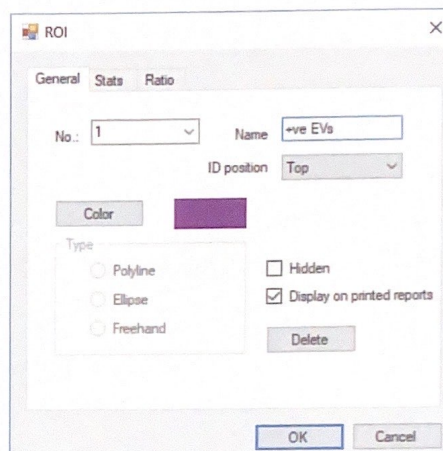 ROI
General Stats Ratio
No.: 1 Name +ve EVs
ID position Top
Color
Type
Polyline
Hidden
Ellipse
Display on printed reports
Freehand
Delete
OK Cancel